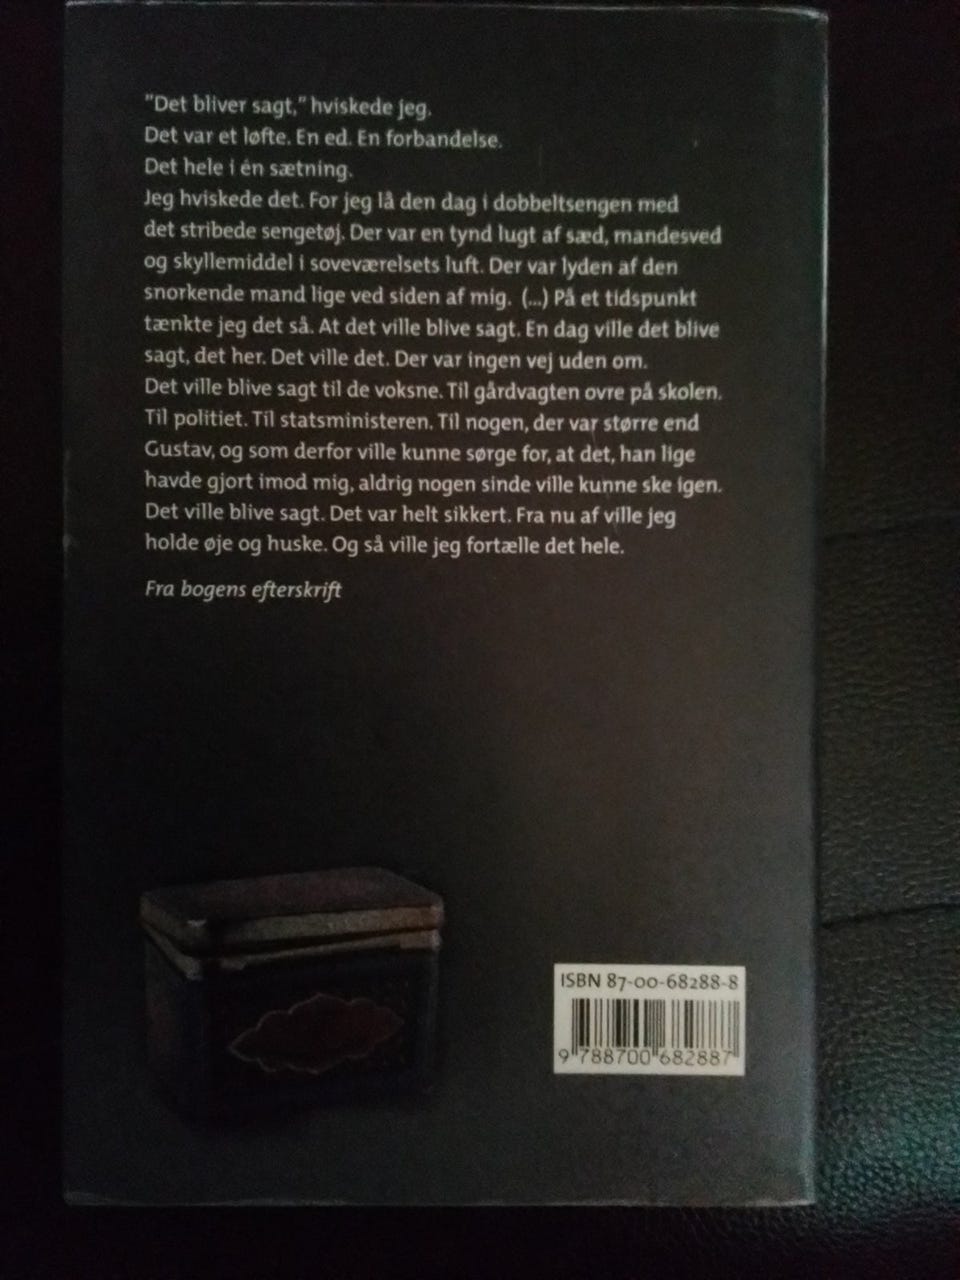 "Det bliver sagt," hviskede jeg.
Det var et løfte. En ed. En forbandelse.
Det hele i én sætning.
Jeg hviskede det. For jeg lå den dag i dobbeltsengen med
det stribede sengetøj. Der var en tynd lugt af sæd, mandesved
og skyllemiddel i soveværelsets luft. Der var lyden af den
snorkende mand lige ved siden af mig. (...) På et tidspunkt
tænkte jeg det så. At det ville blive sagt. En dag ville det blive
sagt, det her. Det ville det. Der var ingen vej uden om.
Det ville blive sagt til de voksne. Til gårdvagten ovre på skolen.
Til politiet. Til statsministeren. Til nogen, der var større end
Gustav, og som derfor ville kunne sørge for, at det, han lige
havde gjort imod mig, aldrig nogen sinde ville kunne ske igen.
Det ville blive sagt. Det var helt sikkert. Fra nu af ville jeg
holde øje og huske. Og så ville jeg fortælle det hele.
Fra bogens efterskrift
ISBN 87-00-68288-8
9 788700 682887